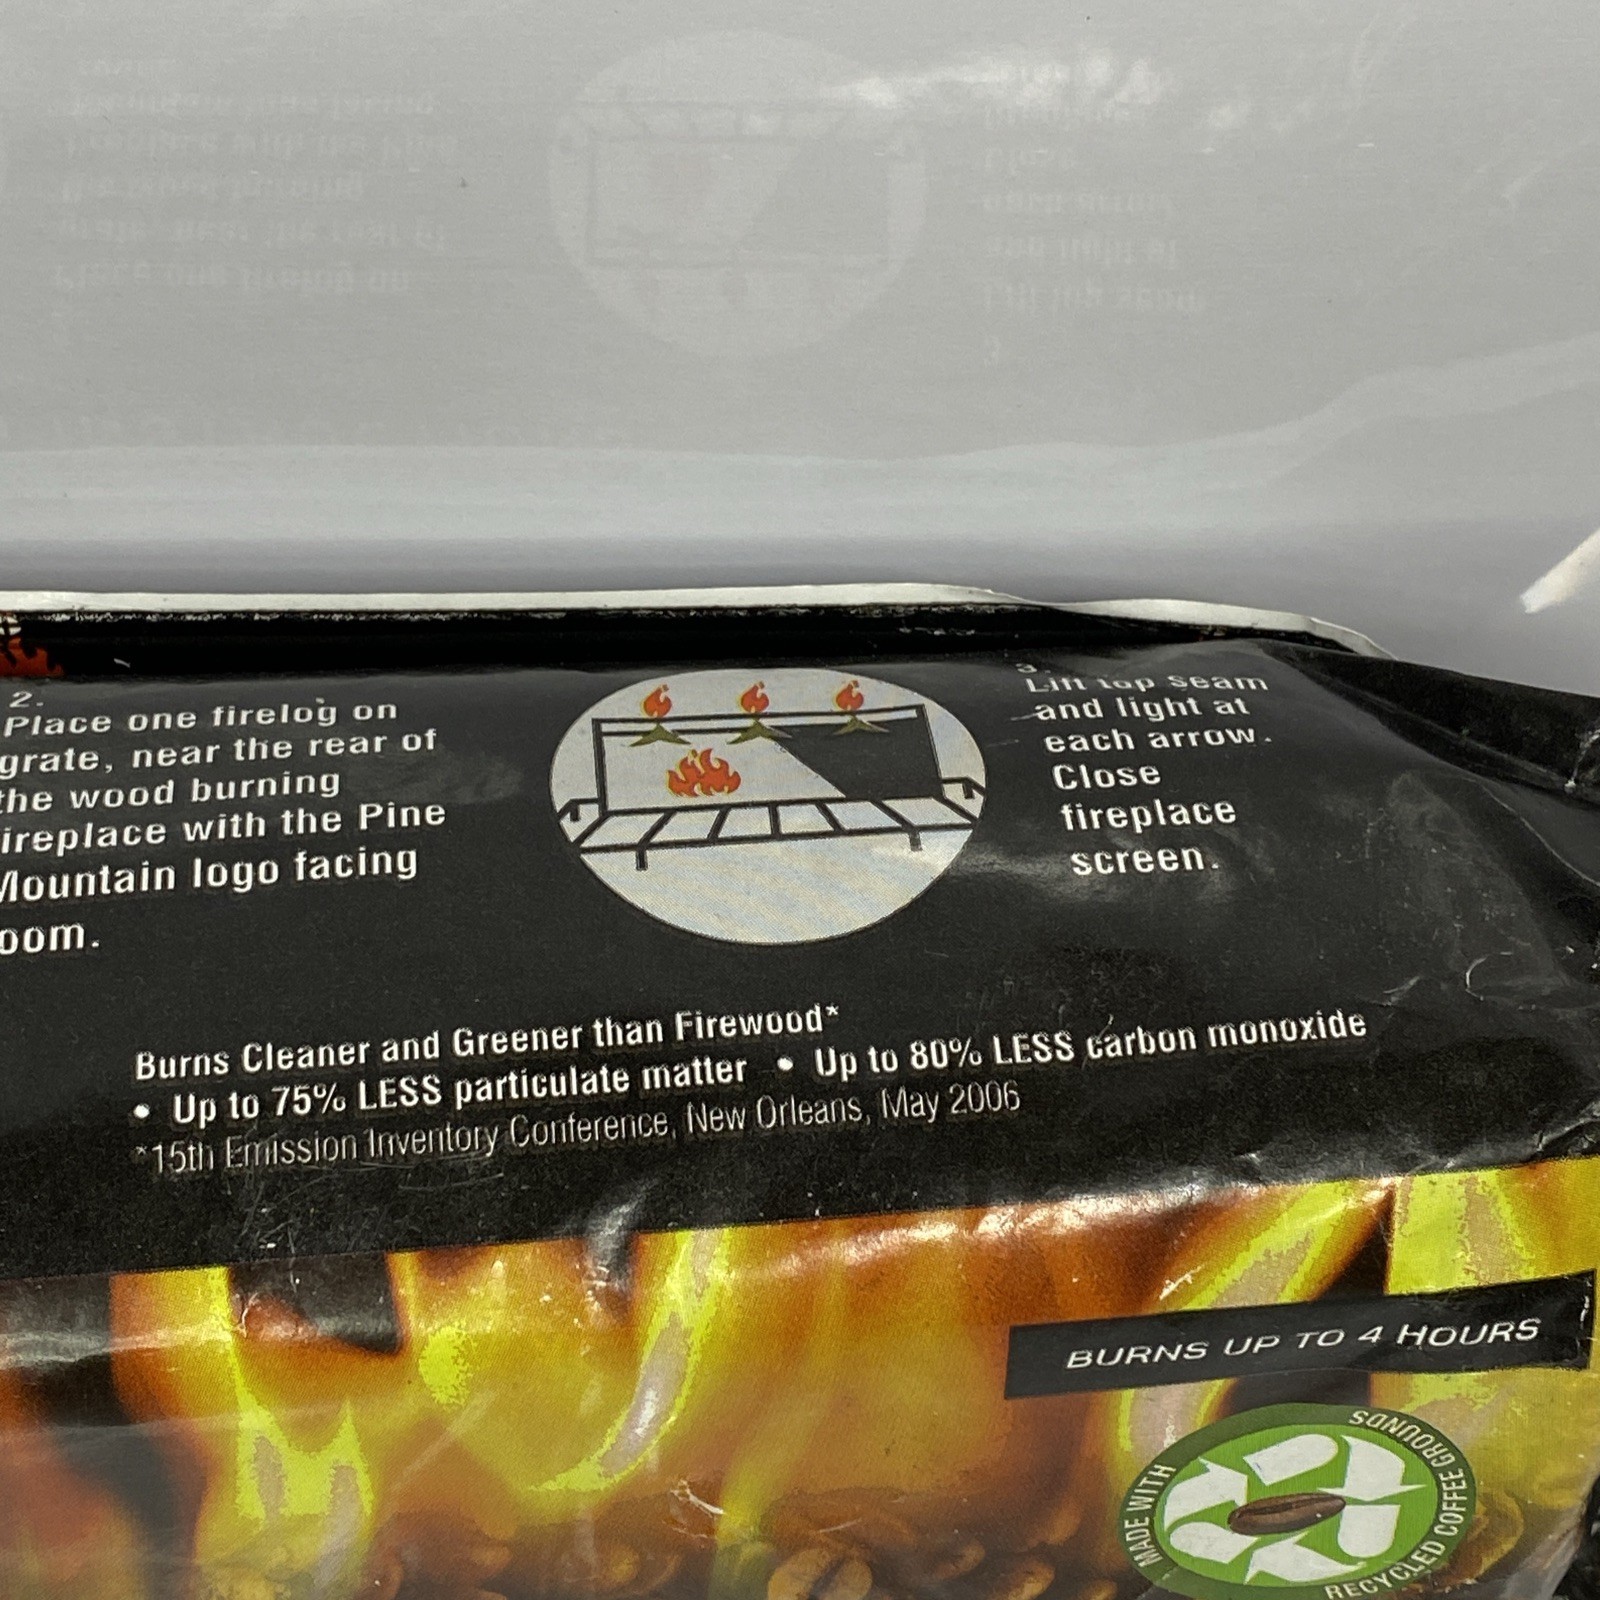 2.
Place one firelog on
grate, near the rear of
the wood burning
ireplace with the Pine
Mountain logo facing
oom.
3.
Lift top seam
and light at
each arrow.
Close
fireplace
screen.
Burns Cleaner and Greener than Firewood*
• Up to 75% LESS particulate matter • Up to 80% LESS carbon monoxide
*15th Emission Inventory Conference, New Orleans, May 2006
BURNS UP TO 4 HOURS
MADE WITH
RECYCLED COFFEE GROUNDS